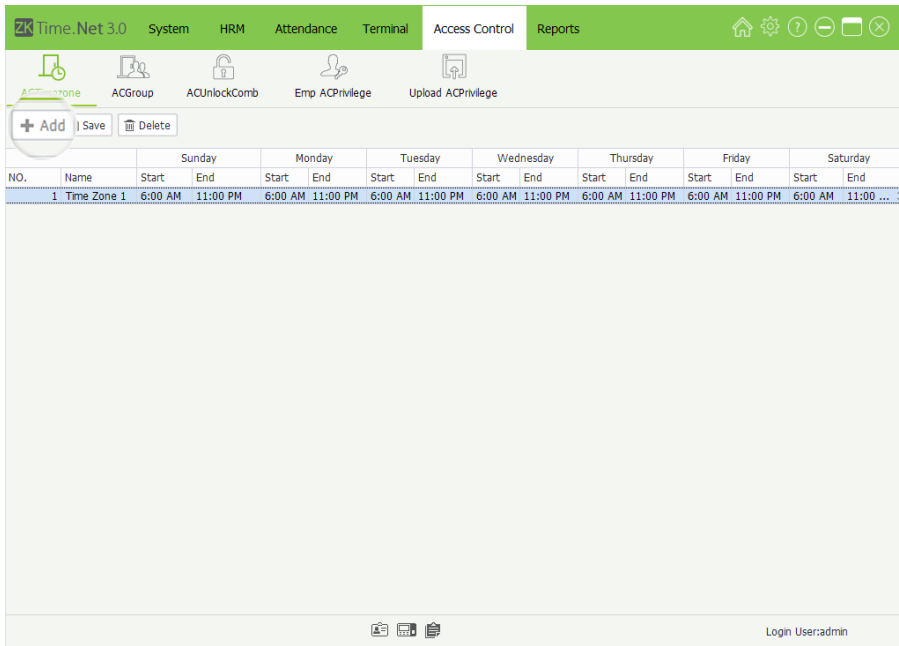 ZK Time.Net 3.0 System HRM Attendance Terminal Access Control Reports
ACTimezone ACGroup ACUnlockComb Emp ACPrivilege Upload ACPrivilege
Add Save Delete
Sunday Monday Tuesday Wednesday Thursday Friday Saturday
NO. Name Start End Start End Start End Start End Start End Start End Start End
1 Time Zone 1 6:00 AM 11:00 PM 6:00 AM 11:00 PM 6:00 AM 11:00 PM 6:00 AM 11:00 PM 6:00 AM 11:00 PM 6:00 AM 11:00 PM 6:00 AM 11:00 ...
Login User:admin